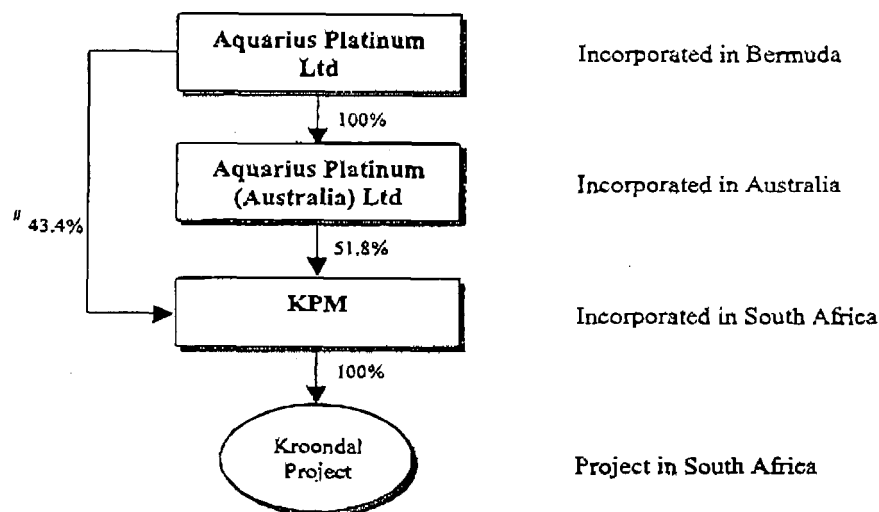 Aquarius Platinum
Ltd
Incorporated in Bermuda
100%
Aquarius Platinum
(Australia) Ltd
Incorporated in Australia
" 43.4%
51.8%
KPM
Incorporated in South Africa
100%
Kroondal
Project
Project in South Africa